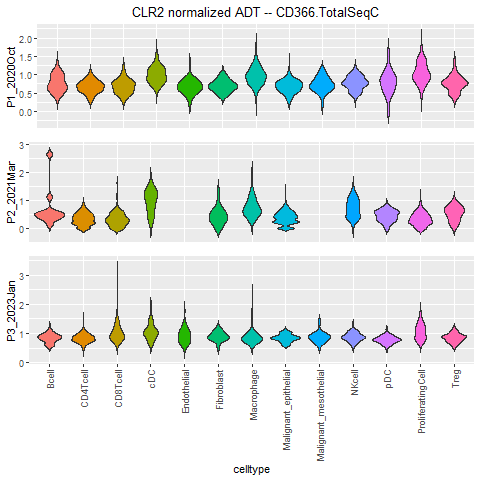 CLR2 normalized ADT -- CD366.TotalSeqC
P1_2020Oct
2.0
1.5
1.0
0.5
0.0
P2_2021Mar
3
2
1
0
P3_2023Jan
3
2
1
0
Bcell
CD4Tcell
CD8Tcell
cDC
Endothelial
Fibroblast
Macrophage
Malignant_epithelial
Malignant_mesothelial
NKcell
pDC
ProliferatingCell
Treg
celltype